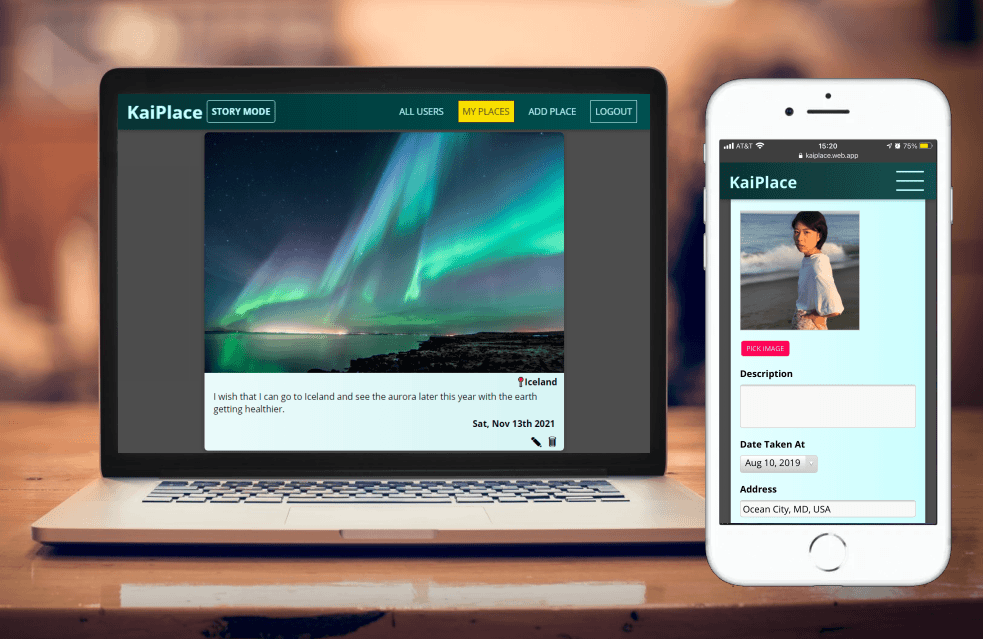 KaiPlace STORY MODE ALL USERS MY PLACES ADD PLACE LOGOUT
Iceland
I wish that I can go to Iceland and see the aurora later this year with the earth
getting healthier.
Sat, Nov 13th 2021
AT&T 15:20 75%
kaiplace.web.app
KaiPlace
PICK IMAGE
Description
Date Taken At
Aug 10, 2019
Address
Ocean City, MD, USA